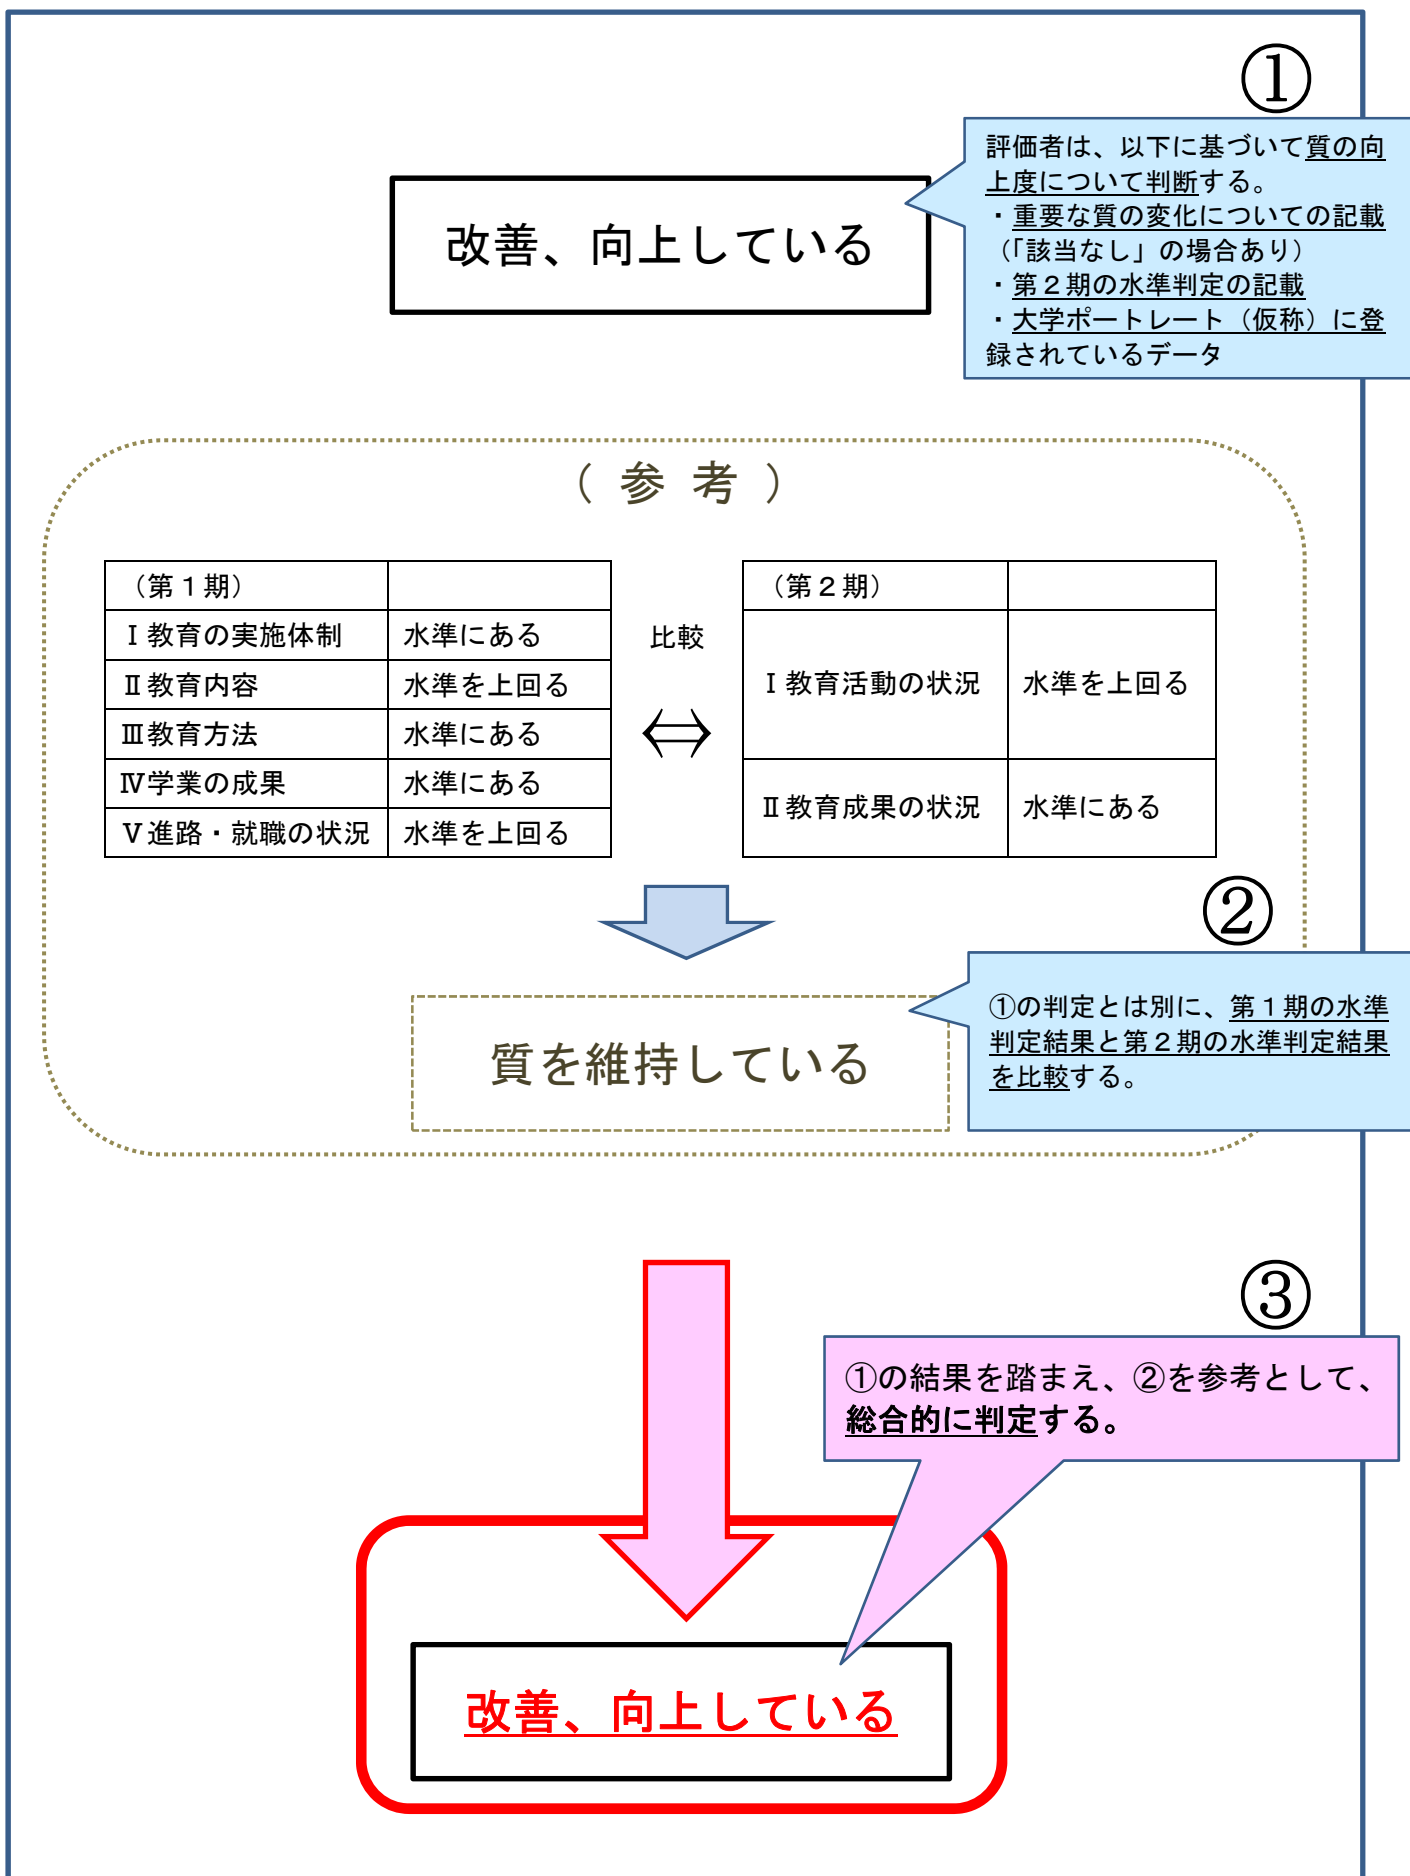 ①
評価者は、以下に基づいて質の向
上度について判断する。
・重要な質の変化についての記載
（「該当なし」の場合あり）
・第２期の水準判定の記載
・大学ポートレート（仮称）に登
録されているデータ
改善、向上している
（ 参 考 ）
（第１期）
Ⅰ教育の実施体制 水準にある
Ⅱ教育内容 水準を上回る
Ⅲ教育方法 水準にある
Ⅳ学業の成果 水準にある
Ⅴ進路・就職の状況 水準を上回る
比較
⇔
（第２期）
Ⅰ教育活動の状況 水準を上回る
Ⅱ教育成果の状況 水準にある
②
①の判定とは別に、第１期の水準
判定結果と第２期の水準判定結果
を比較する。
質を維持している
③
①の結果を踏まえ、②を参考として、
総合的に判定する。
改善、向上している